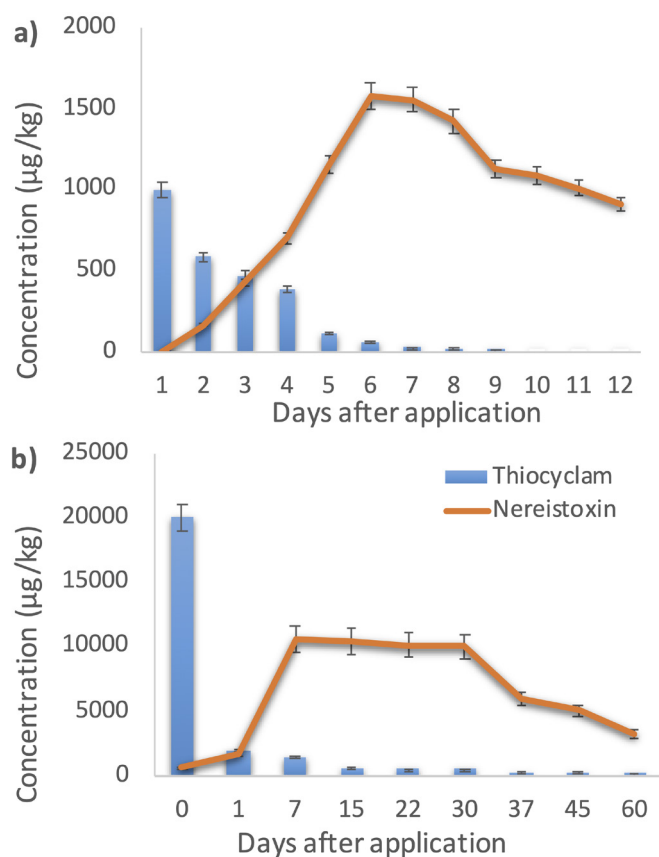 a)
Concentration (µg/kg)
2000
1500
1000
500
0
1 2 3 4 5 6 7 8 9 10 11 12
Days after application
b)
Concentration (µg/kg)
25000
20000
15000
10000
5000
0
Thiocyclam
Nereistoxin
0 1 7 15 22 30 37 45 60
Days after application